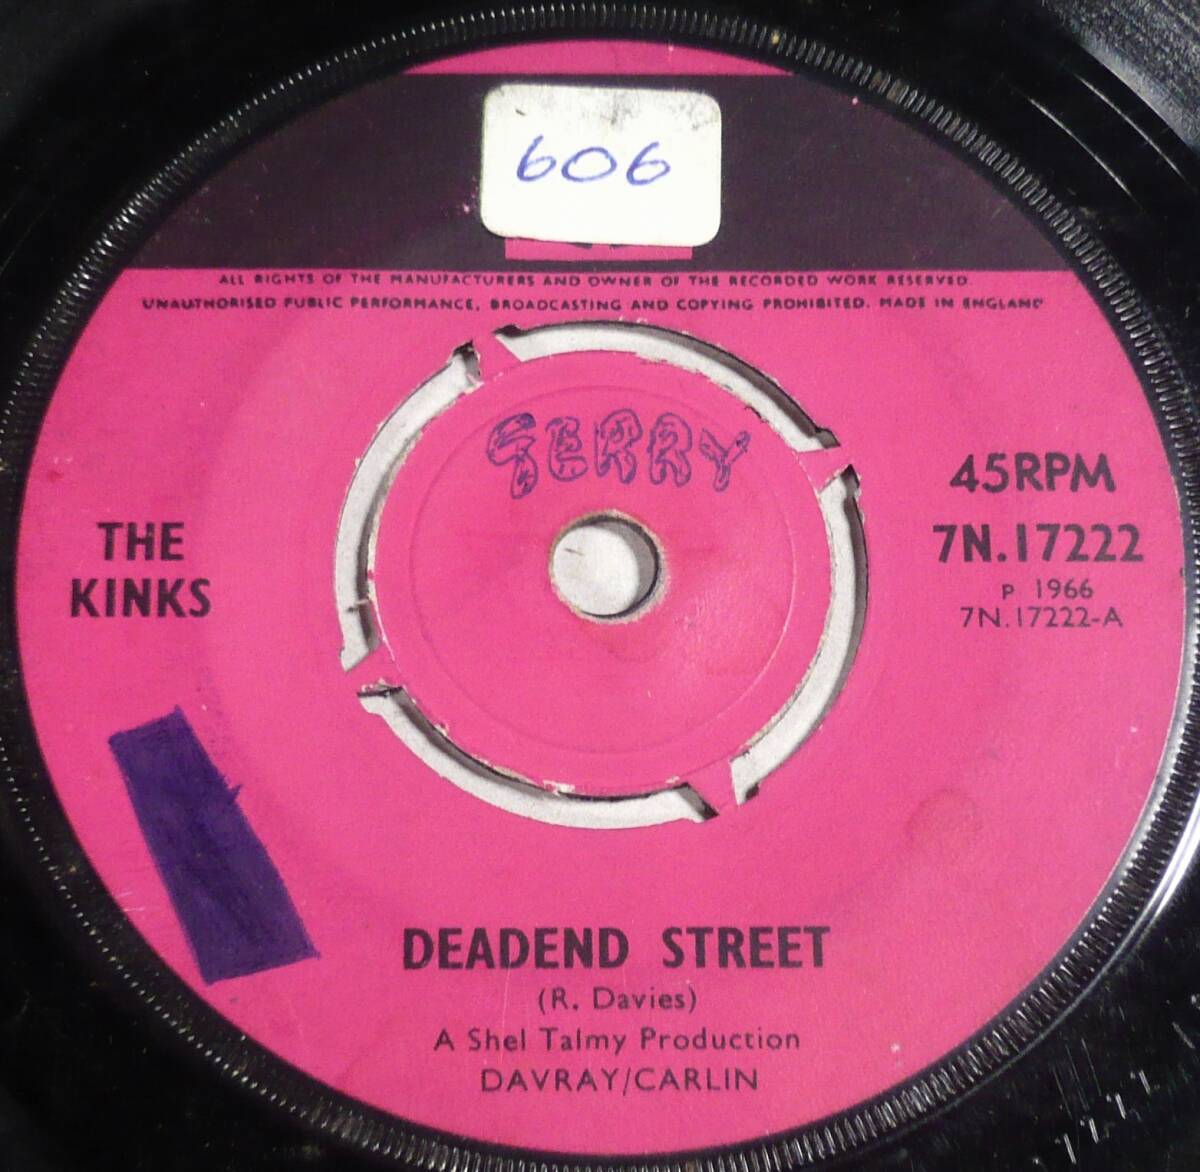 606
ALL RIGHTS OF THE MANUFACTURERS AND OWNER OF THE RECORDED WORK RESERVED.
UNAUTHORISED PUBLIC PERFORMANCE, BROADCASTING AND COPYING PROHIBITED. MADE IN ENGLAND
GERRY
45RPM
7N.17222
P 1966
7N.17222-A
THE
KINKS
DEADEND STREET
(R. Davies)
A Shel Talmy Production
DAVRAY/CARLIN